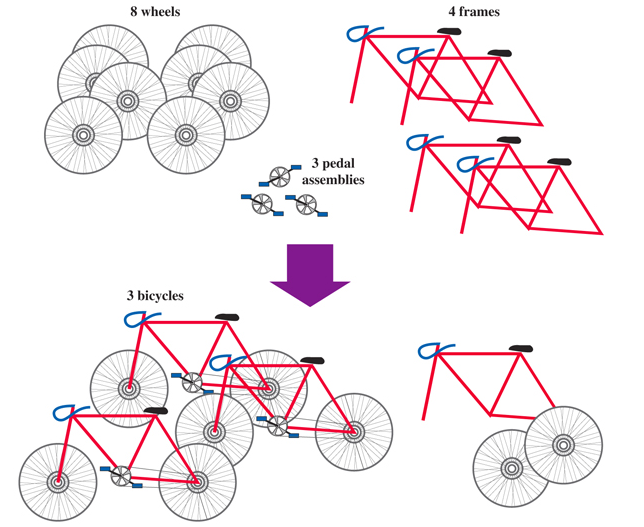 8 wheels
4 frames
3 pedal
assemblies
3 bicycles